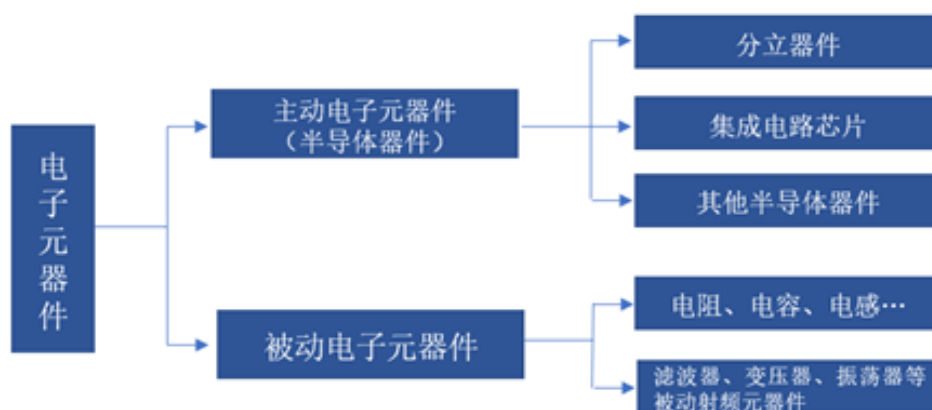 电子元器件
主动电子元器件
（半导体器件）
分立器件
集成电路芯片
其他半导体器件
被动电子元器件
电阻、电容、电感…
滤波器、变压器、振荡器等
被动射频元器件